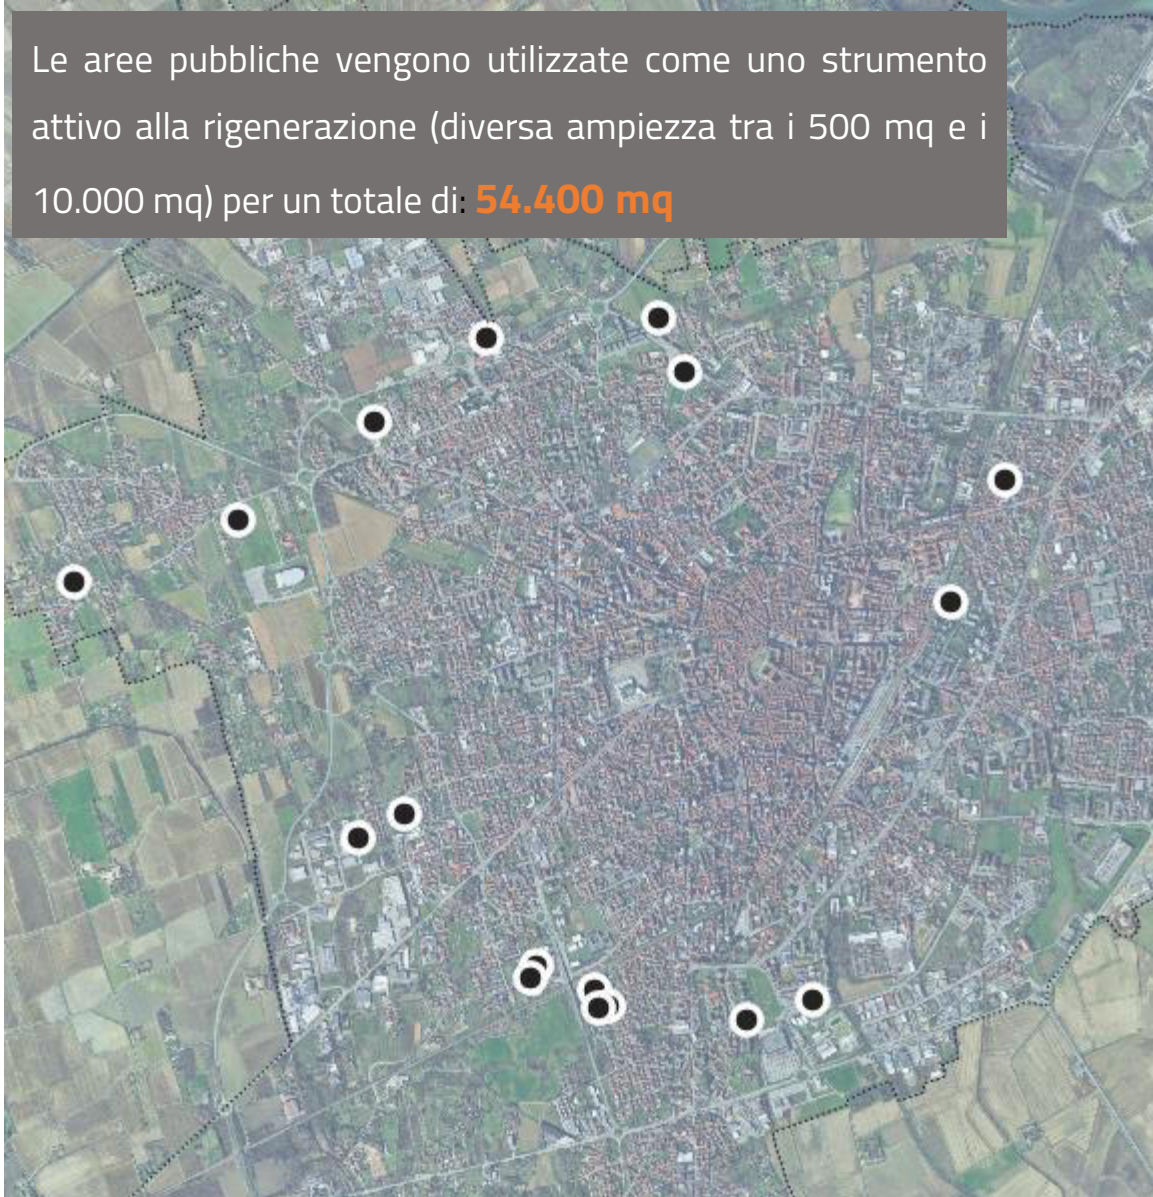 Le aree pubbliche vengono utilizzate come uno strumento
attivo alla rigenerazione (diversa ampiezza tra i 500 mq e i
10.000 mq) per un totale di: 54.400 mq